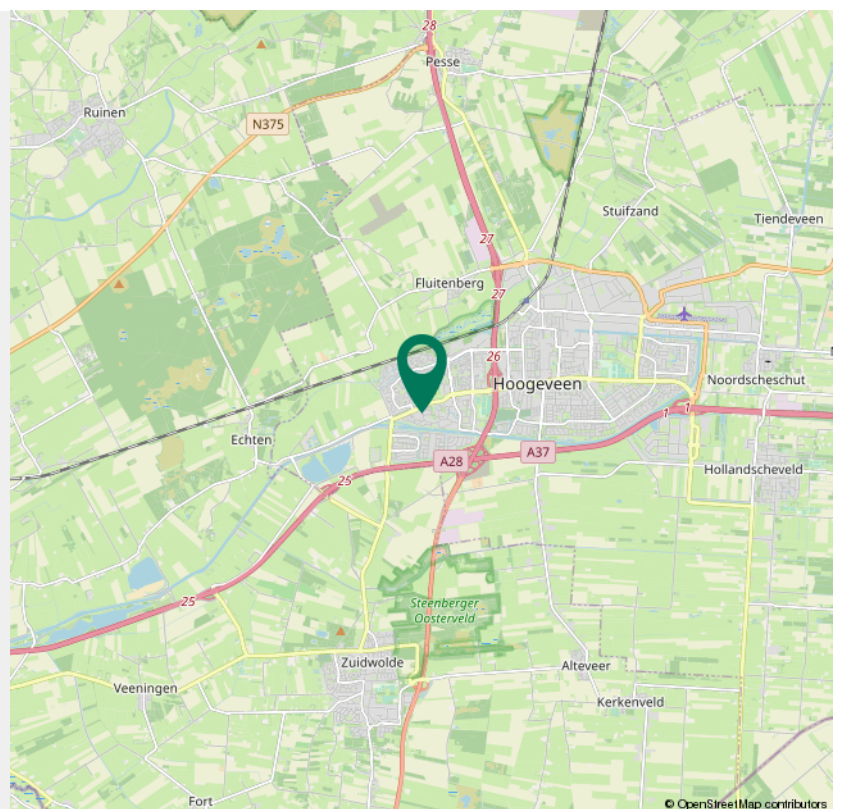 28
Pesse
Ruinen
N375
Stuifzand
Tiendeveen
27
Fluitenberg
27
26
Hoogeveen
Noordscheschut
1
1
Echten
A28
A37
Hollandscheveld
25
25
Steenberger
Oosterveld
Zuidwolde
Alteveer
Veeningen
Kerkenveld
Fort
© OpenStreetMap contributors